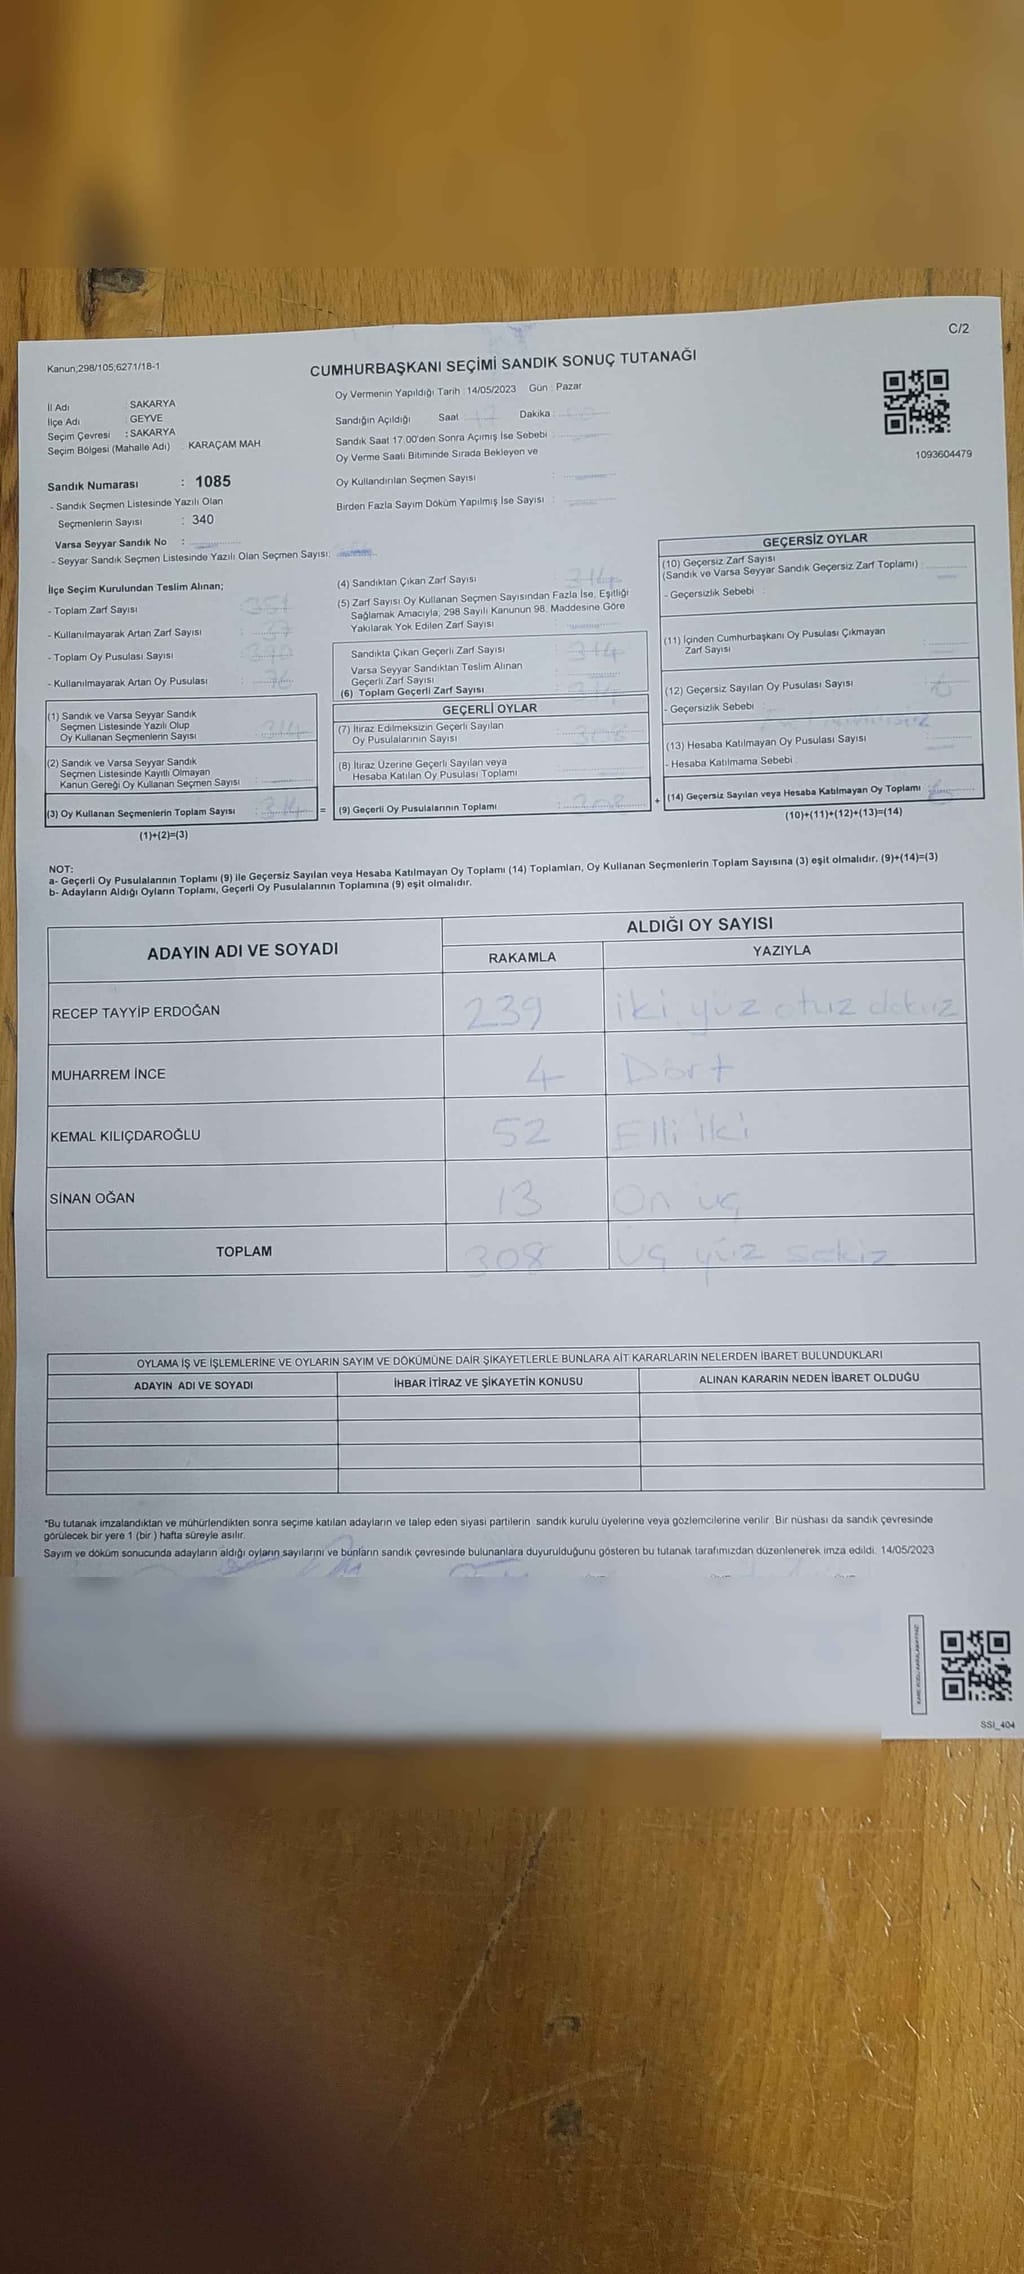 C/2
Kanun;298/105;6271/18-1
CUMHURBAŞKANI SEÇİMİ SANDIK SONUÇ TUTANAĞI
Oy Vermenin Yapıldığı Tarih : 14/05/2023 Gün : Pazar
İl Adı : SAKARYA
İlçe Adı : GEYVE
Seçim Çevresi : SAKARYA
Seçim Bölgesi (Mahalle Adı) : KARAÇAM MAH
Sandığın Açıldığı Saat : 17 Dakika :
Sandık Saat 17.00'den Sonra Açımış İse Sebebi :
Oy Verme Saati Bitiminde Sırada Bekleyen ve
Oy Kullandırılan Seçmen Sayısı :
Birden Fazla Sayım Döküm Yapılmış İse Sayısı :
1093604479
Sandık Numarası : 1085
- Sandık Seçmen Listesinde Yazılı Olan
Seçmenlerin Sayısı : 340
Varsa Seyyar Sandık No :
- Seyyar Sandık Seçmen Listesinde Yazılı Olan Seçmen Sayısı:
İlçe Seçim Kurulundan Teslim Alınan;
- Toplam Zarf Sayısı : 351
- Kullanılmayarak Artan Zarf Sayısı : 37
- Toplam Oy Pusulası Sayısı : 390
- Kullanılmayarak Artan Oy Pusulası : 76
(1) Sandık ve Varsa Seyyar Sandık
Seçmen Listesinde Yazılı Olup
Oy Kullanan Seçmenlerin Sayısı : 314
(2) Sandık ve Varsa Seyyar Sandık
Seçmen Listesinde Kayıtlı Olmayan
Kanun Gereği Oy Kullanan Seçmen Sayısı :
(3) Oy Kullanan Seçmenlerin Toplam Sayısı : 314
(1)+(2)=(3)
(4) Sandıktan Çıkan Zarf Sayısı : 314
(5) Zarf Sayısı Oy Kullanan Seçmen Sayısından Fazla İse, Eşitliği
Sağlamak Amacıyla, 298 Sayılı Kanunun 98. Maddesine Göre
Yakılarak Yok Edilen Zarf Sayısı :
Sandıkta Çıkan Geçerli Zarf Sayısı : 314
Varsa Seyyar Sandıktan Teslim Alınan
Geçerli Zarf Sayısı :
(6) Toplam Geçerli Zarf Sayısı : 314
GEÇERLİ OYLAR
(7) İtiraz Edilmeksizin Geçerli Sayılan
Oy Pusulalarının Sayısı : 308
(8) İtiraz Üzerine Geçerli Sayılan veya
Hesaba Katılan Oy Pusulası Toplamı :
= (9) Geçerli Oy Pusulalarının Toplamı : 308
GEÇERSİZ OYLAR
(10) Geçersiz Zarf Sayısı
(Sandık ve Varsa Seyyar Sandık Geçersiz Zarf Toplamı) :
- Geçersizlik Sebebi :
(11) İçinden Cumhurbaşkanı Oy Pusulası Çıkmayan
Zarf Sayısı :
(12) Geçersiz Sayılan Oy Pusulası Sayısı : 6
- Geçersizlik Sebebi :
(13) Hesaba Katılmayan Oy Pusulası Sayısı :
- Hesaba Katılmama Sebebi :
+ (14) Geçersiz Sayılan veya Hesaba Katılmayan Oy Toplamı : 6
(10)+(11)+(12)+(13)=(14)
NOT:
a- Geçerli Oy Pusulalarının Toplamı (9) ile Geçersiz Sayılan veya Hesaba Katılmayan Oy Toplamı (14) Toplamları, Oy Kullanan Seçmenlerin Toplam Sayısına (3) eşit olmalıdır. (9)+(14)=(3)
b- Adayların Aldığı Oyların Toplamı, Geçerli Oy Pusulalarının Toplamına (9) eşit olmalıdır.
ADAYIN ADI VE SOYADI
ALDIĞI OY SAYISI
RAKAMLA YAZIYLA
RECEP TAYYİP ERDOĞAN 239 iki yüz otuz dokuz
MUHARREM İNCE 4 Dört
KEMAL KILIÇDAROĞLU 52 Elli iki
SİNAN OĞAN 13 On üç
TOPLAM 308 Üç yüz sekiz
OYLAMA İŞ VE İŞLEMLERİNE VE OYLARIN SAYIM VE DÖKÜMÜNE DAİR ŞİKAYETLERLE BUNLARA AİT KARARLARIN NELERDEN İBARET BULUNDUKLARI
ADAYIN ADI VE SOYADI İHBAR İTİRAZ VE ŞİKAYETİN KONUSU ALINAN KARARIN NEDEN İBARET OLDUĞU
*Bu tutanak imzalandıktan ve mühürlendikten sonra seçime katılan adayların ve talep eden siyasi partilerin sandık kurulu üyelerine veya gözlemcilerine verilir. Bir nüshası da sandık çevresinde
görülecek bir yere 1 (bir) hafta süreyle asılır.
Sayım ve döküm sonucunda adayların aldığı oyların sayılarını ve bunların sandık çevresinde bulunanlara duyurulduğunu gösteren bu tutanak tarafımızdan düzenlenerek imza edildi. 14/05/2023
SSI_404